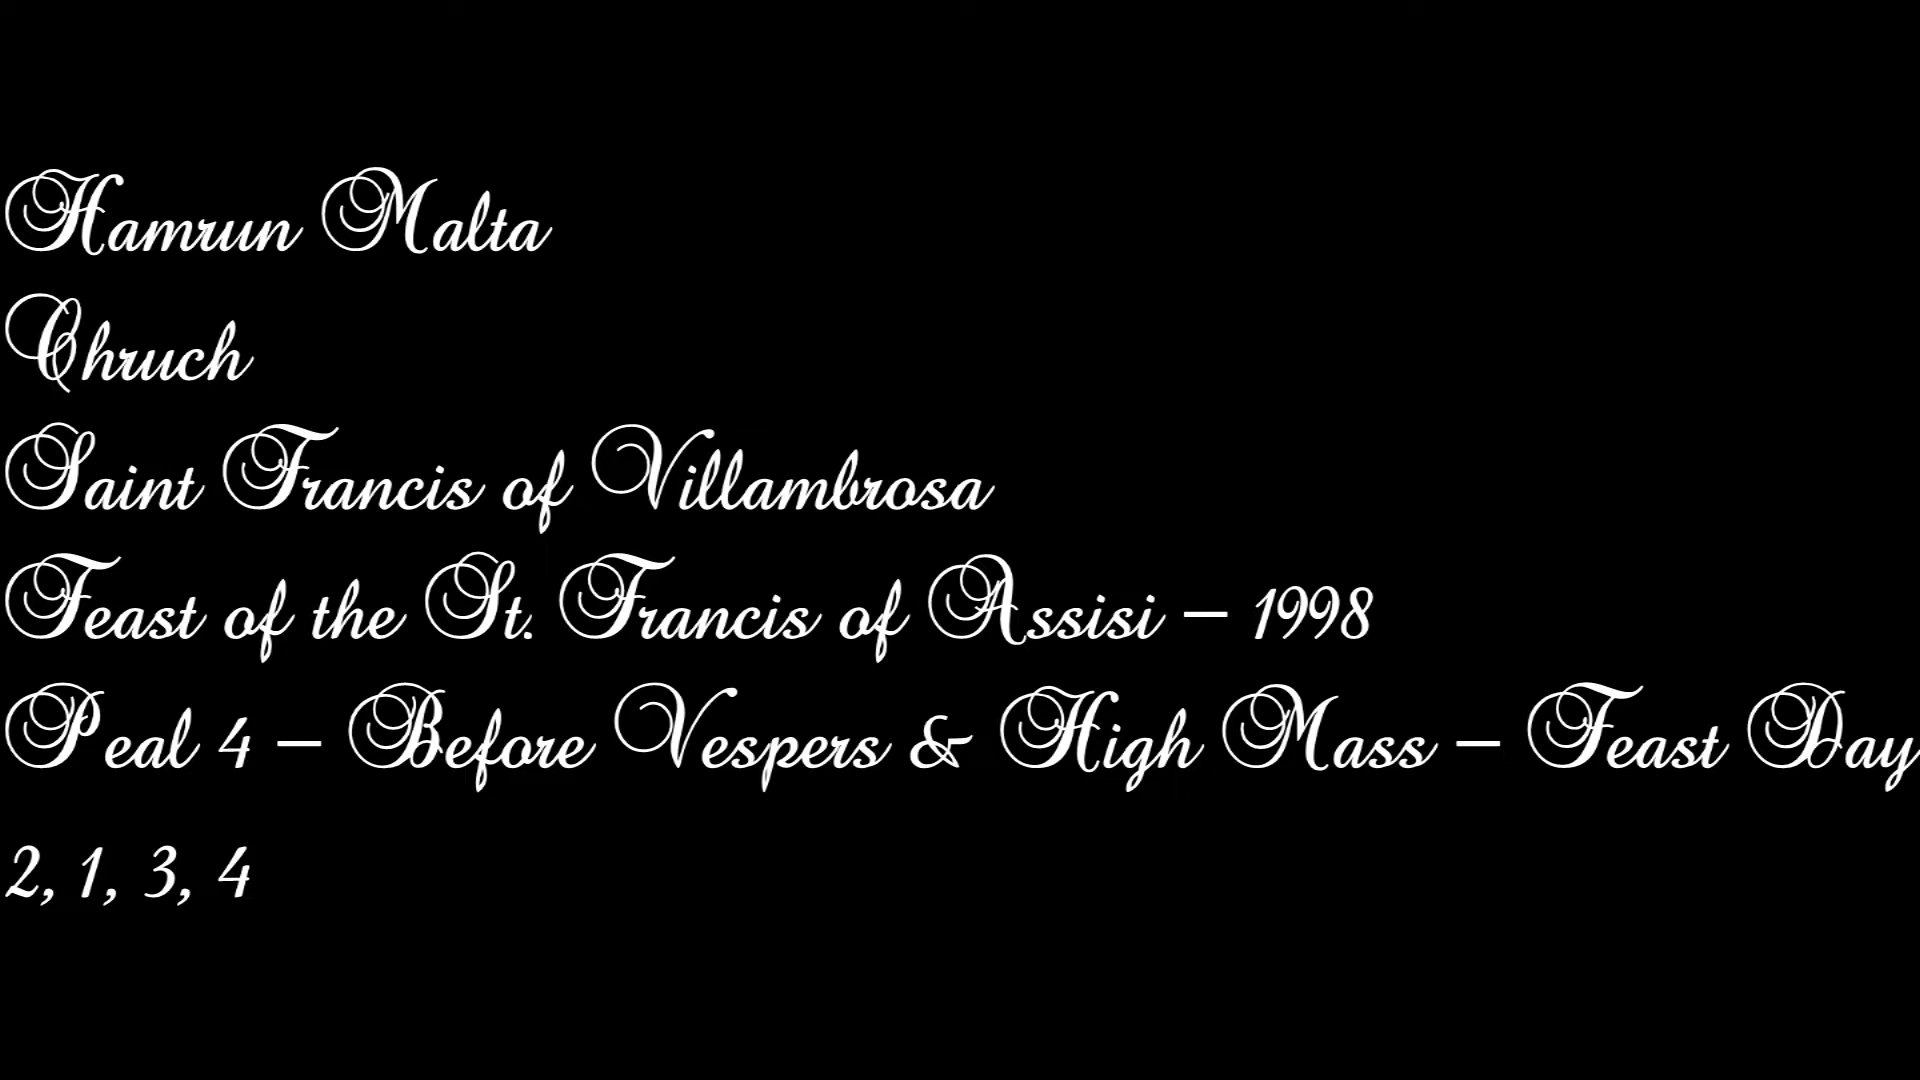 Hamrun Malta
Chruch
Saint Francis of Villambrosa
Feast of the St. Francis of Assisi – 1998
Peal 4 – Before Vespers & High Mass – Feast Day
2, 1, 3, 4